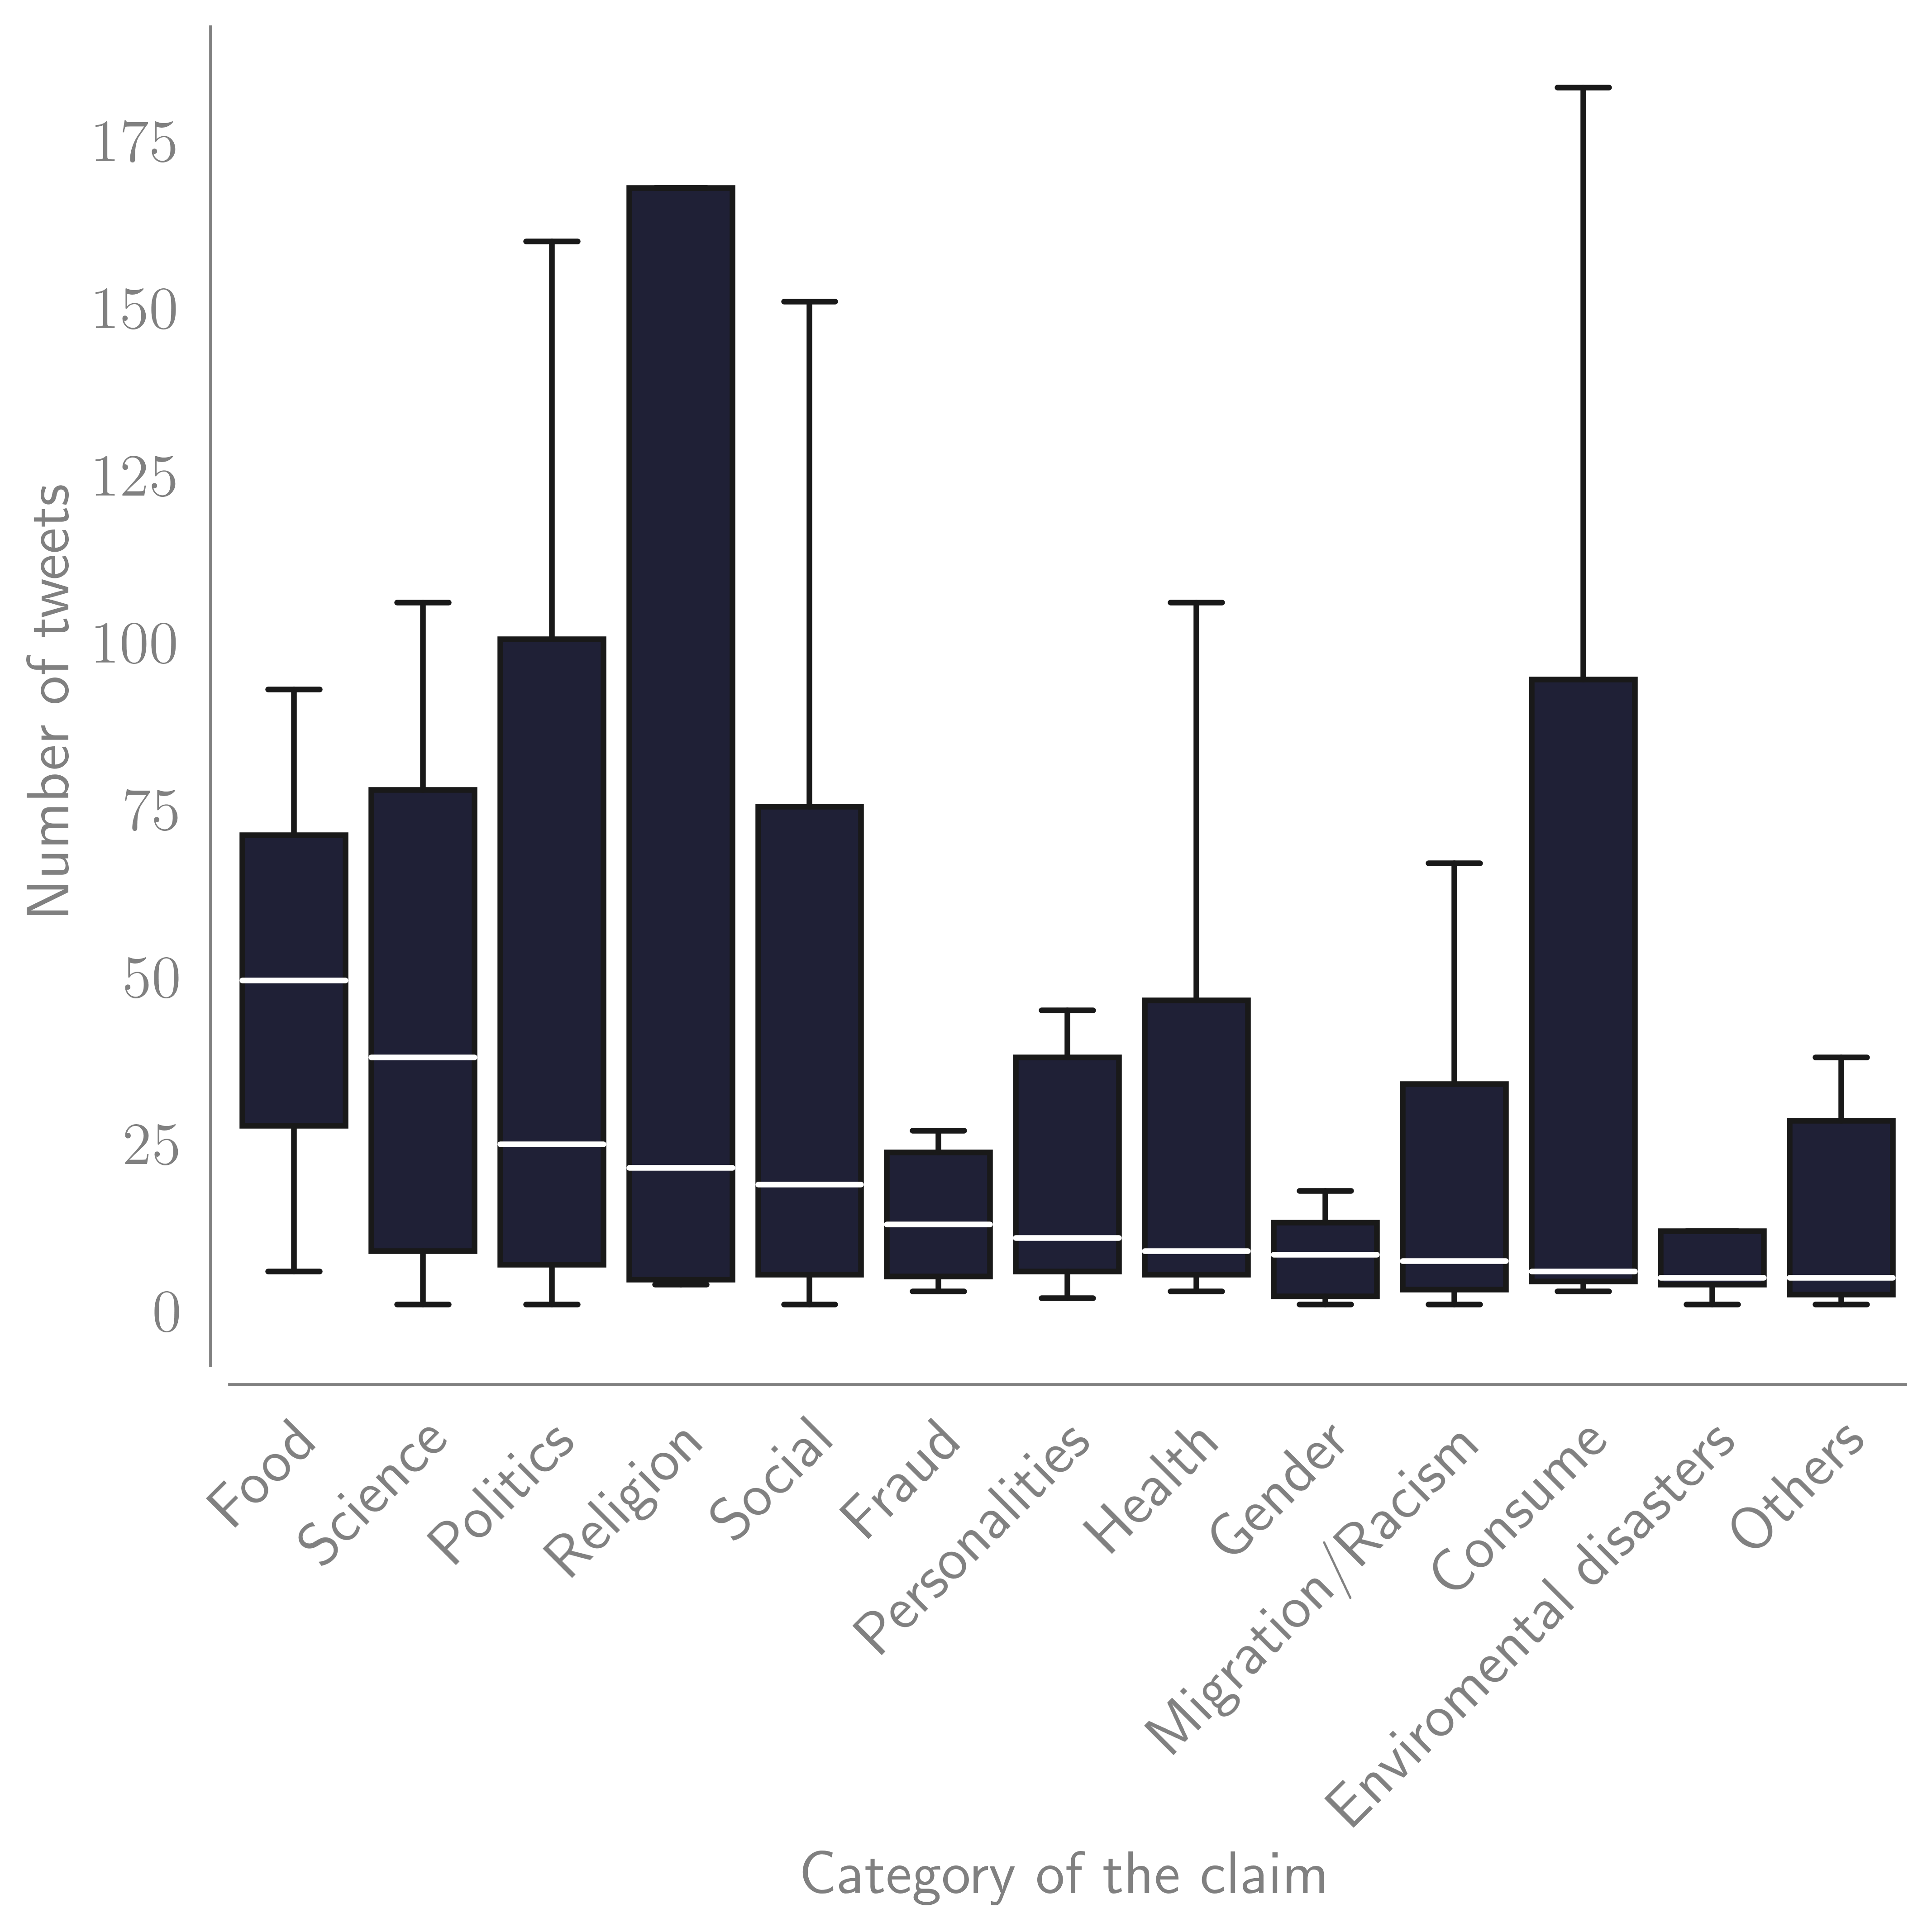 Number of tweets
175
150
125
100
75
50
25
0
Food
Science
Politics
Religion
Social
Fraud
Personalities
Health
Gender
Migration/Racism
Consume
Enviromental disasters
Others
Category of the claim